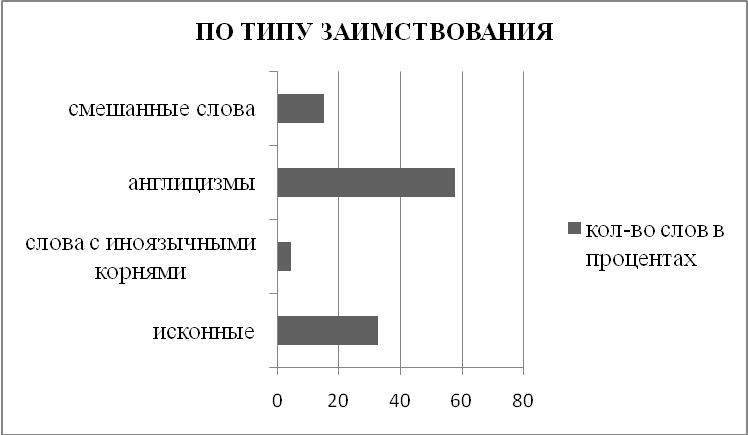 ПО ТИПУ ЗАИМСТВОВАНИЯ
смешанные слова
англицизмы
слова с иноязычными
корнями
исконные
кол-во слов в
процентах
0 20 40 60 80